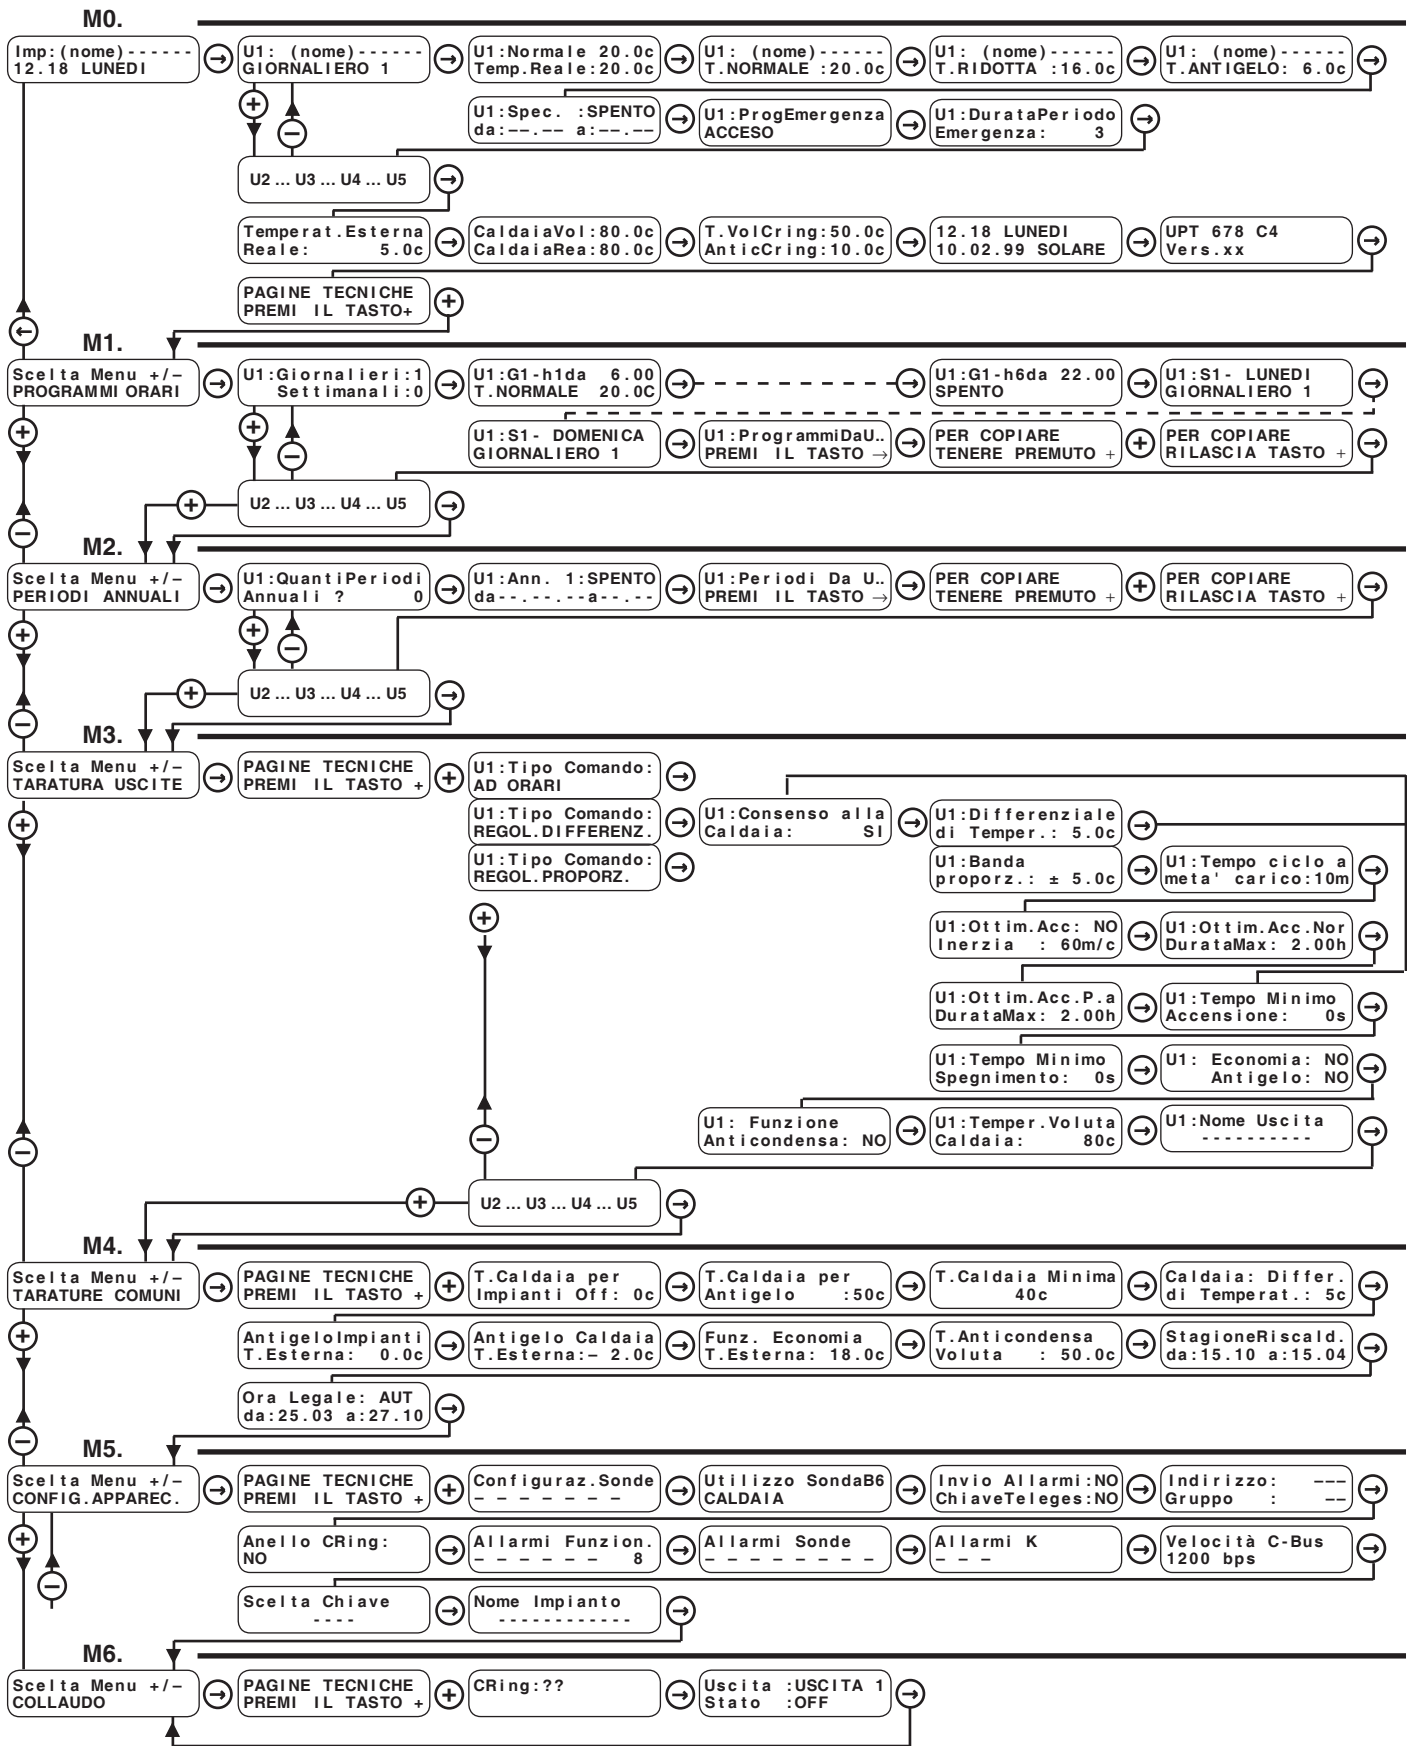 M0.
Imp:(nome)------
12.18 LUNEDI
→
U1: (nome)------
GIORNALIERO 1
→
U1:Normale 20.0c
Temp.Reale:20.0c
→
U1: (nome)------
T.NORMALE :20.0c
→
U1: (nome)------
T.RIDOTTA :16.0c
→
U1: (nome)------
T.ANTIGELO: 6.0c
→
+
−
U1:Spec. :SPENTO
da:––.–– a:––.––
→
U1:ProgEmergenza
ACCESO
→
U1:DurataPeriodo
Emergenza: 3
→
U2 ... U3 ... U4 ... U5
→
Temperat.Esterna
Reale: 5.0c
→
CaldaiaVol:80.0c
CaldaiaRea:80.0c
→
T.VolCring:50.0c
AnticCring:10.0c
→
12.18 LUNEDI
10.02.99 SOLARE
→
UPT 678 C4
Vers.xx
→
PAGINE TECNICHE
PREMI IL TASTO+
+
←
M1.
Scelta Menu +/–
PROGRAMMI ORARI
→
U1:Giornalieri:1
Settimanali:0
→
U1:G1-h1da 6.00
T.NORMALE 20.0C
→
→
U1:G1-h6da 22.00
SPENTO
→
U1:S1- LUNEDI
GIORNALIERO 1
+
+
−
U1:S1- DOMENICA
GIORNALIERO 1
→
U1:ProgrammiDaU..
PREMI IL TASTO →
→
PER COPIARE
TENERE PREMUTO +
+
PER COPIARE
RILASCIA TASTO +
→
+
U2 ... U3 ... U4 ... U5
→
−
M2.
Scelta Menu +/–
PERIODI ANNUALI
→
U1:QuantiPeriodi
Annuali ? 0
→
U1:Ann. 1:SPENTO
da--.--.--a--.--
→
U1:Periodi Da U..
PREMI IL TASTO →
→
PER COPIARE
TENERE PREMUTO +
+
PER COPIARE
RILASCIA TASTO +
→
+
+
−
+
U2 ... U3 ... U4 ... U5
→
−
M3.
Scelta Menu +/–
TARATURA USCITE
→
PAGINE TECNICHE
PREMI IL TASTO +
+
U1:Tipo Comando:
AD ORARI
→
+
U1:Tipo Comando:
REGOL.DIFFERENZ.
→
U1:Consenso alla
Caldaia: SI
→
U1:Differenziale
di Temper.: 5.0c
→
U1:Tipo Comando:
REGOL.PROPORZ.
→
U1:Banda
proporz.: ± 5.0c
→
U1:Tempo ciclo a
meta' carico:10m
→
+
U1:Ottim.Acc: NO
Inerzia : 60m/c
→
U1:Ottim.Acc.Nor
DurataMax: 2.00h
→
U1:Ottim.Acc.P.a
DurataMax: 2.00h
→
U1:Tempo Minimo
Accensione: 0s
→
U1:Tempo Minimo
Spegnimento: 0s
→
U1: Economia: NO
Antigelo: NO
→
−
−
U1: Funzione
Anticondensa: NO
→
U1:Temper.Voluta
Caldaia: 80c
→
U1:Nome Uscita
----------
→
+
U2 ... U3 ... U4 ... U5
→
M4.
Scelta Menu +/–
TARATURE COMUNI
→
PAGINE TECNICHE
PREMI IL TASTO +
+
T.Caldaia per
Impianti Off: 0c
→
T.Caldaia per
Antigelo :50c
→
T.Caldaia Minima
40c
→
Caldaia: Differ.
di Temperat.: 5c
→
+
AntigeloImpianti
T.Esterna: 0.0c
→
Antigelo Caldaia
T.Esterna:– 2.0c
→
Funz. Economia
T.Esterna: 18.0c
→
T.Anticondensa
Voluta : 50.0c
→
StagioneRiscald.
da:15.10 a:15.04
→
Ora Legale: AUT
da:25.03 a:27.10
→
−
M5.
Scelta Menu +/–
CONFIG.APPAREC.
→
PAGINE TECNICHE
PREMI IL TASTO +
+
Configuraz.Sonde
– – – – – – –
→
Utilizzo SondaB6
CALDAIA
→
Invio Allarmi:NO
ChiaveTeleges:NO
→
Indirizzo: –––
Gruppo : ––
→
+
−
Anello CRing:
NO
→
Allarmi Funzion.
– – – – – – 8
→
Allarmi Sonde
– – – – – – – –
→
Allarmi K
– – –
→
Velocità C-Bus
1200 bps
→
Scelta Chiave
----
→
Nome Impianto
------------
→
M6.
Scelta Menu +/–
COLLAUDO
→
PAGINE TECNICHE
PREMI IL TASTO +
+
CRing:??
→
Uscita :USCITA 1
Stato :OFF
→